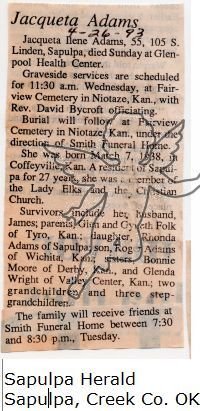 Jacqueta Adams
4-26-93
Jacqueta Ilene Adams, 55, 105 S.
Linden, Sapulpa, died Sunday at Glen-
pool Health Center.
Graveside services are scheduled
for 11:30 am. Wednesday, at Fair-
view Cemetery in Niotaze, Kan., with
Rev. David Bycroft officiating.
Burial will follow at Fairview
Cemetery in Niotaze, Kan., under the
direction of Smith Funeral Home.
She was born March 7, 1938, in
Coffeyville, Kan. A resident of Sapul-
pa for 27 years, she was a member of
the Lady Elks and the Christian
Church.
Survivors include her husband,
James; parents, Glen and Folk
of Tyro, Kan.; daughter, Rhonda
Adams of Sapulpa; son, Roger Adams
of Wichita, Kan.; sisters, Bonnie
Moore of Derby, Kan., and Glenda
Wright of Valley Center, Kan.; two
grandchildren; and three step-
grandchildren.
The family will receive friends at
Smith Funeral Home between 7:30
and 8:30 p.m., Tuesday.
Sapulpa Herald
Sapulpa, Creek Co. OK